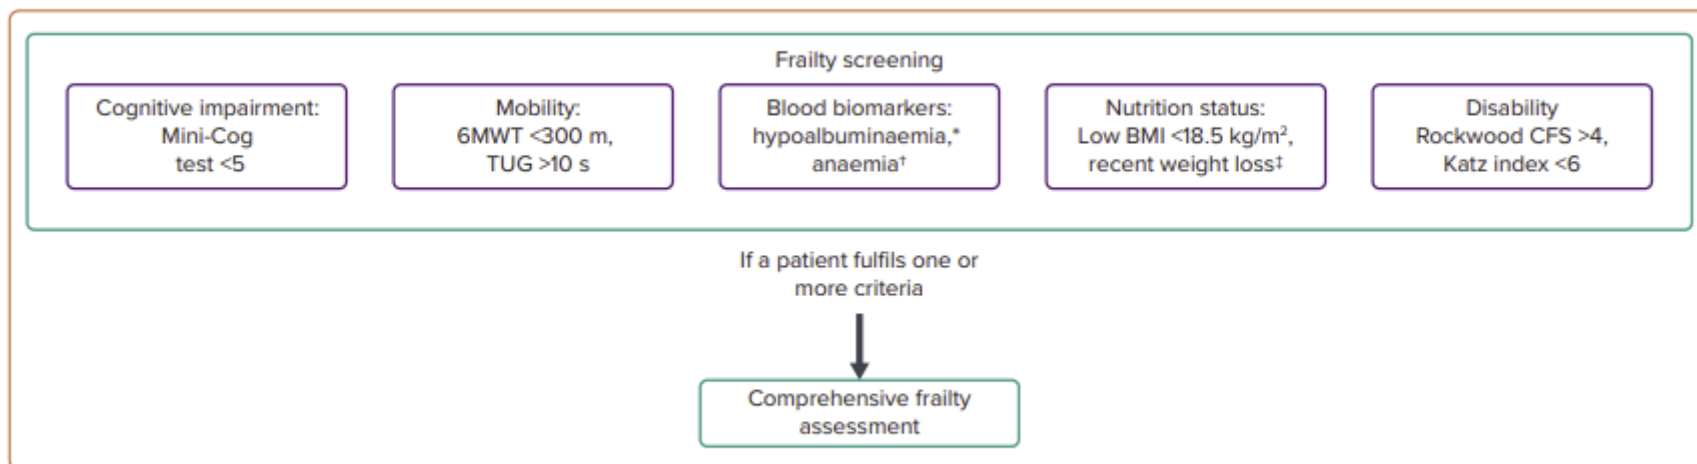 Frailty screening
Cognitive impairment:
Mini-Cog
test <5
Mobility:
6MWT <300 m,
TUG >10 s
Blood biomarkers:
hypoalbuminaemia,*
anaemia†
Nutrition status:
Low BMI <18.5 kg/m²,
recent weight loss‡
Disability
Rockwood CFS >4,
Katz index <6
If a patient fulfils one or
more criteria
Comprehensive frailty
assessment